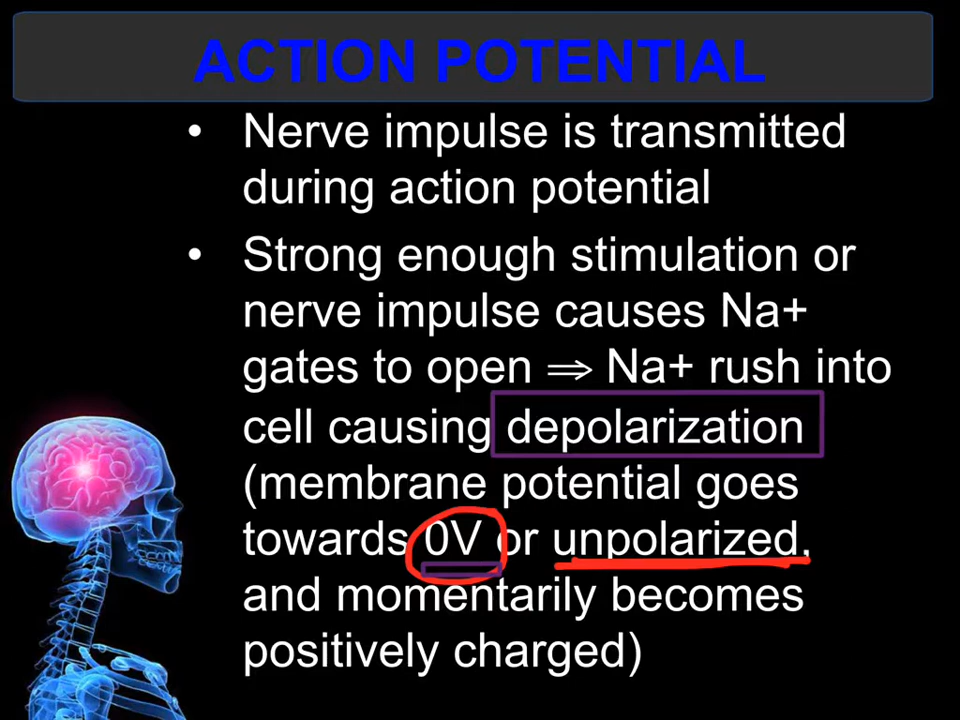 ACTION POTENTIAL
• Nerve impulse is transmitted
during action potential
• Strong enough stimulation or
nerve impulse causes Na+
gates to open ⇒ Na+ rush into
cell causing depolarization
(membrane potential goes
towards 0V or unpolarized,
and momentarily becomes
positively charged)